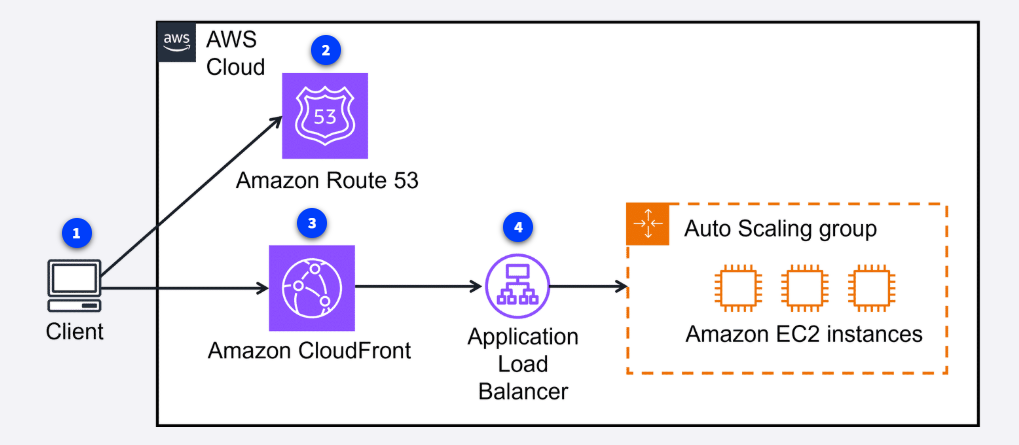 aws
AWS
Cloud
2
53
Amazon Route 53
1
Client
3
Amazon CloudFront
4
Application
Load
Balancer
Auto Scaling group
Amazon EC2 instances